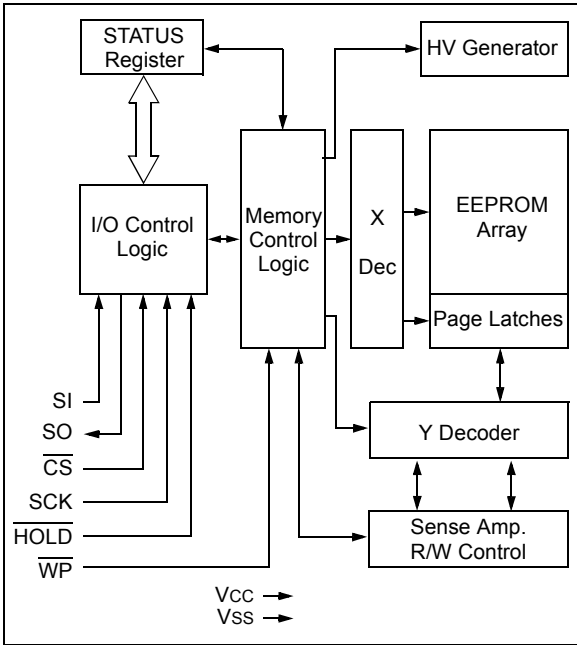 STATUS
Register
HV Generator
I/O Control
Logic
Memory
Control
Logic
X
Dec
EEPROM
Array
Page Latches
SI
SO
CS
SCK
HOLD
WP
Y Decoder
Sense Amp.
R/W Control
VCC
VSS